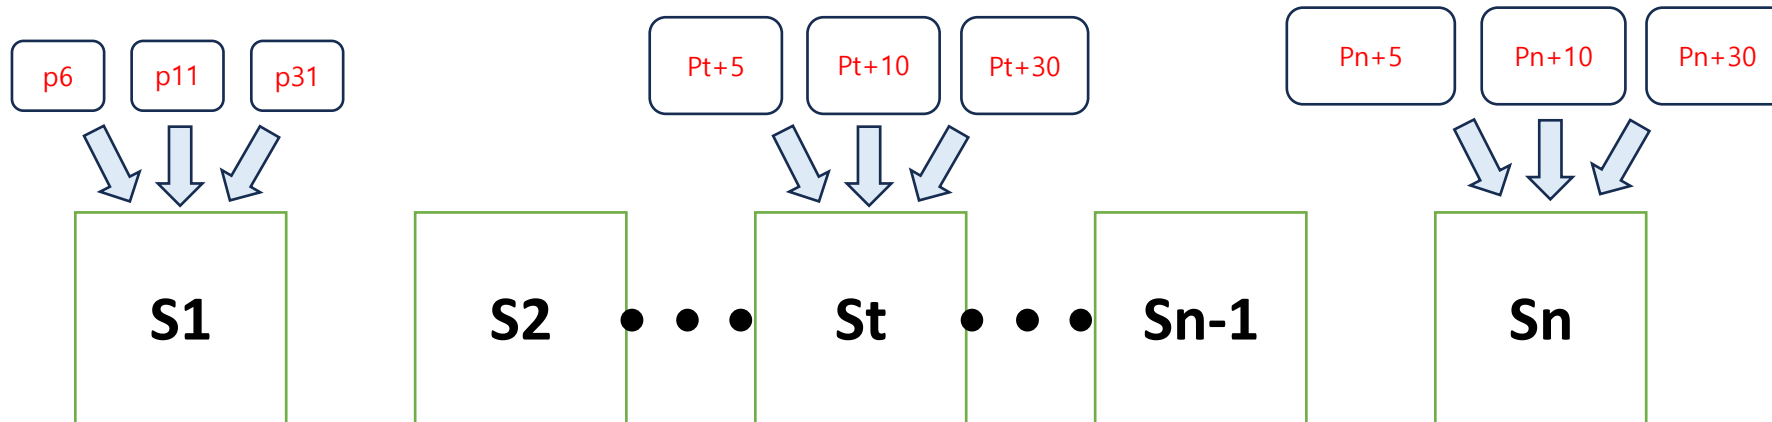 p6 p11 p31 Pt+5 Pt+10 Pt+30 Pn+5 Pn+10 Pn+30
S1 S2 St Sn-1 Sn